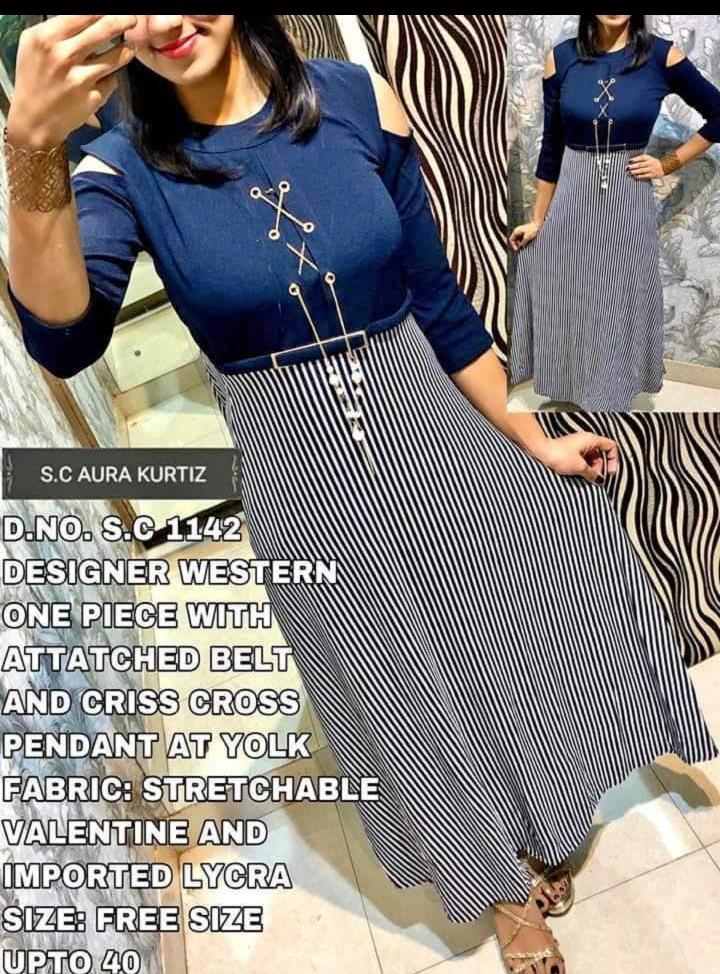 S.C AURA KURTIZ
D.NO. S.C 1142
DESIGNER WESTERN
ONE PIECE WITH
ATTATCHED BELT
AND CRISS CROSS
PENDANT AT YOLK
FABRIC: STRETCHABLE
VALENTINE AND
IMPORTED LYCRA
SIZE: FREE SIZE
UPTO 40